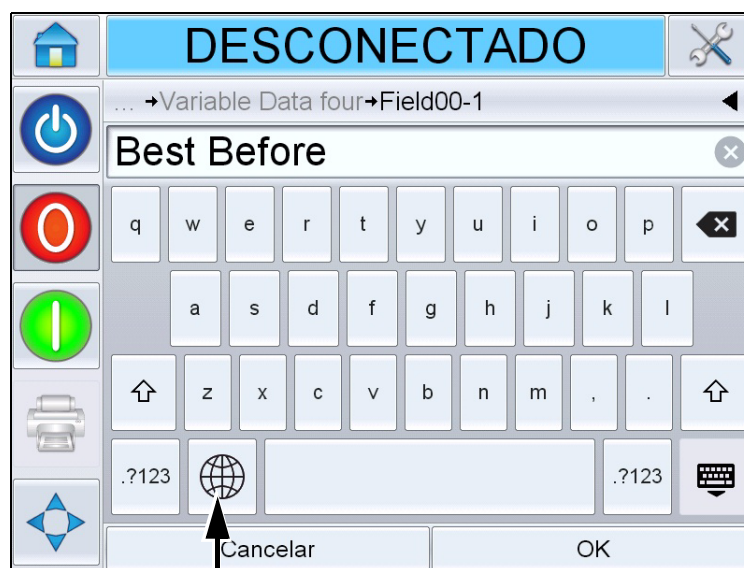 DESCONECTADO
... →Variable Data four→Field00-1
Best Before
q w e r t y u i o p
a s d f g h j k l
z x c v b n m , .
.?123 .?123
Cancelar OK